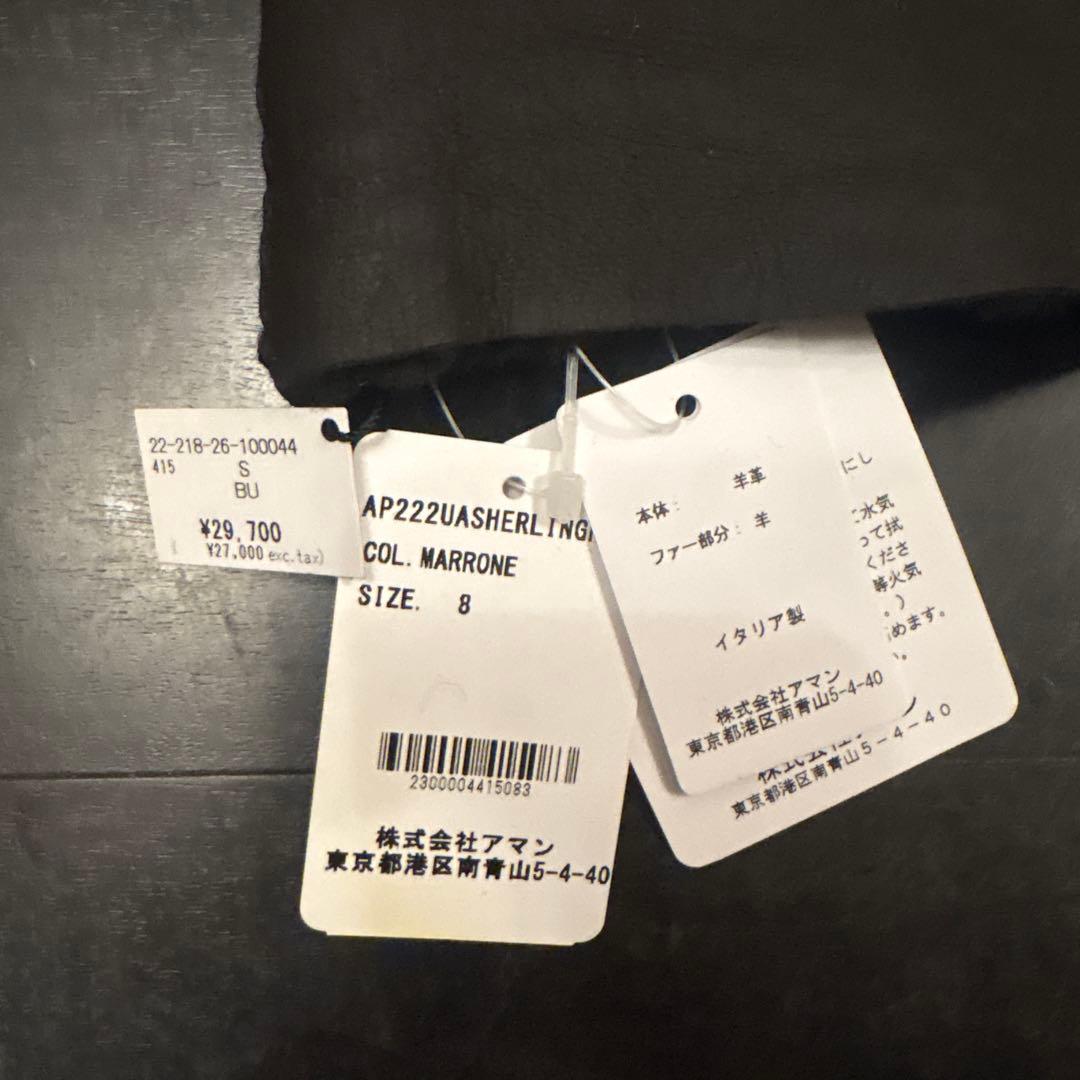 22-218-26-100044
415
S
BU
¥29,700
¥27,000 exc.tax)
AP222UASHERLING
COL. MARRONE
SIZE. 8
2300004415083
株式会社アマン
東京都港区南青山5-4-40
本体： 羊革
ファー部分： 羊
イタリア製
株式会社アマン
東京都港区南青山5-4-40
にし
水気
って拭
くださ
等火気
。)
めます。
い。
東京都港区南青山5-4-40